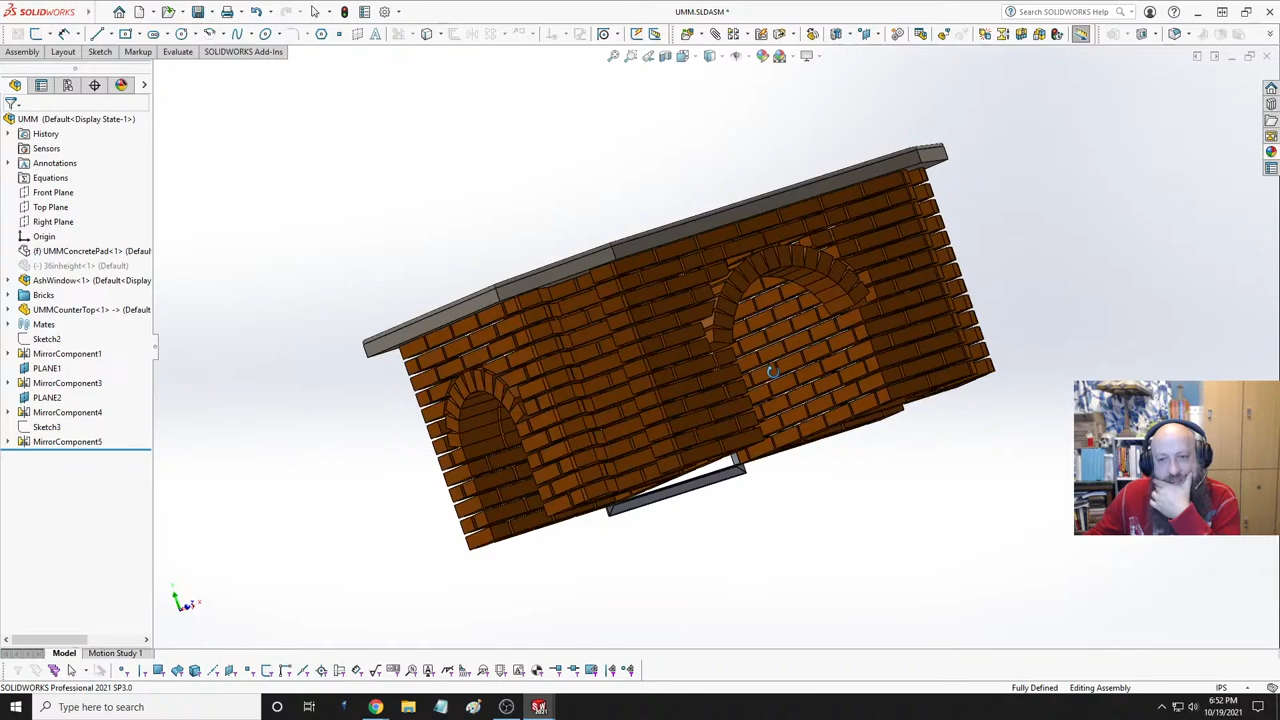 SOLIDWORKS
UMM.SLDASM *
Search SOLIDWORKS Help
Assembly
Layout
Sketch
Markup
Evaluate
SOLIDWORKS Add-Ins
UMM (Default<Display State-1>)
History
Sensors
Annotations
Equations
Front Plane
Top Plane
Right Plane
Origin
(f) UMMConcretePad<1> (Defaul
(-) 36inheight<1> (Default)
AshWindow<1> (Default<Display
Bricks
UMMCounterTop<1> -> (Default
Mates
Sketch2
MirrorComponent1
PLANE1
MirrorComponent3
PLANE2
MirrorComponent4
Sketch3
MirrorComponent5
Model
Motion Study 1
SOLIDWORKS Professional 2021 SP3.0
Fully Defined
Editing Assembly
IPS
Type here to search
6:52 PM
10/19/2021